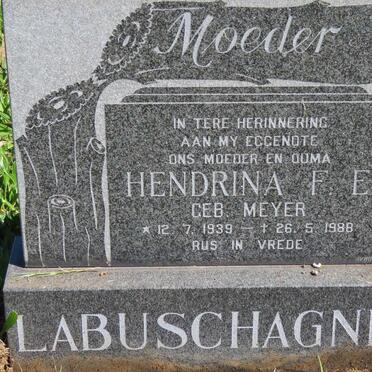 Moeder
IN TERE HERINNERING
AAN MY EGGENOTE
ONS MOEDER EN OUMA
HENDRINA F. E
GEB. MEYER
* 12. 7. 1939 — † 26. 5. 1988
RUS IN VREDE
LABUSCHAGN